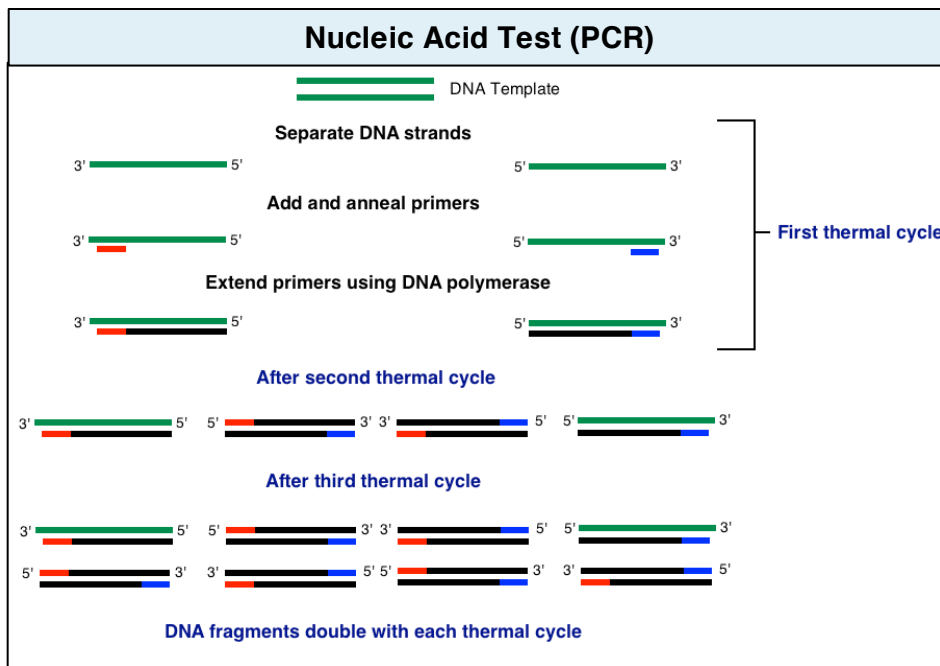 Nucleic Acid Test (PCR)
DNA Template
Separate DNA strands
3' 5' 5' 3'
Add and anneal primers
3' 5' 5' 3'
First thermal cycle
Extend primers using DNA polymerase
3' 5' 5' 3'
After second thermal cycle
3' 5' 5' 3' 3' 5' 5' 3'
After third thermal cycle
3' 5' 5' 3' 3' 5' 5' 3'
5' 3' 3' 5' 5' 3' 3' 5'
DNA fragments double with each thermal cycle